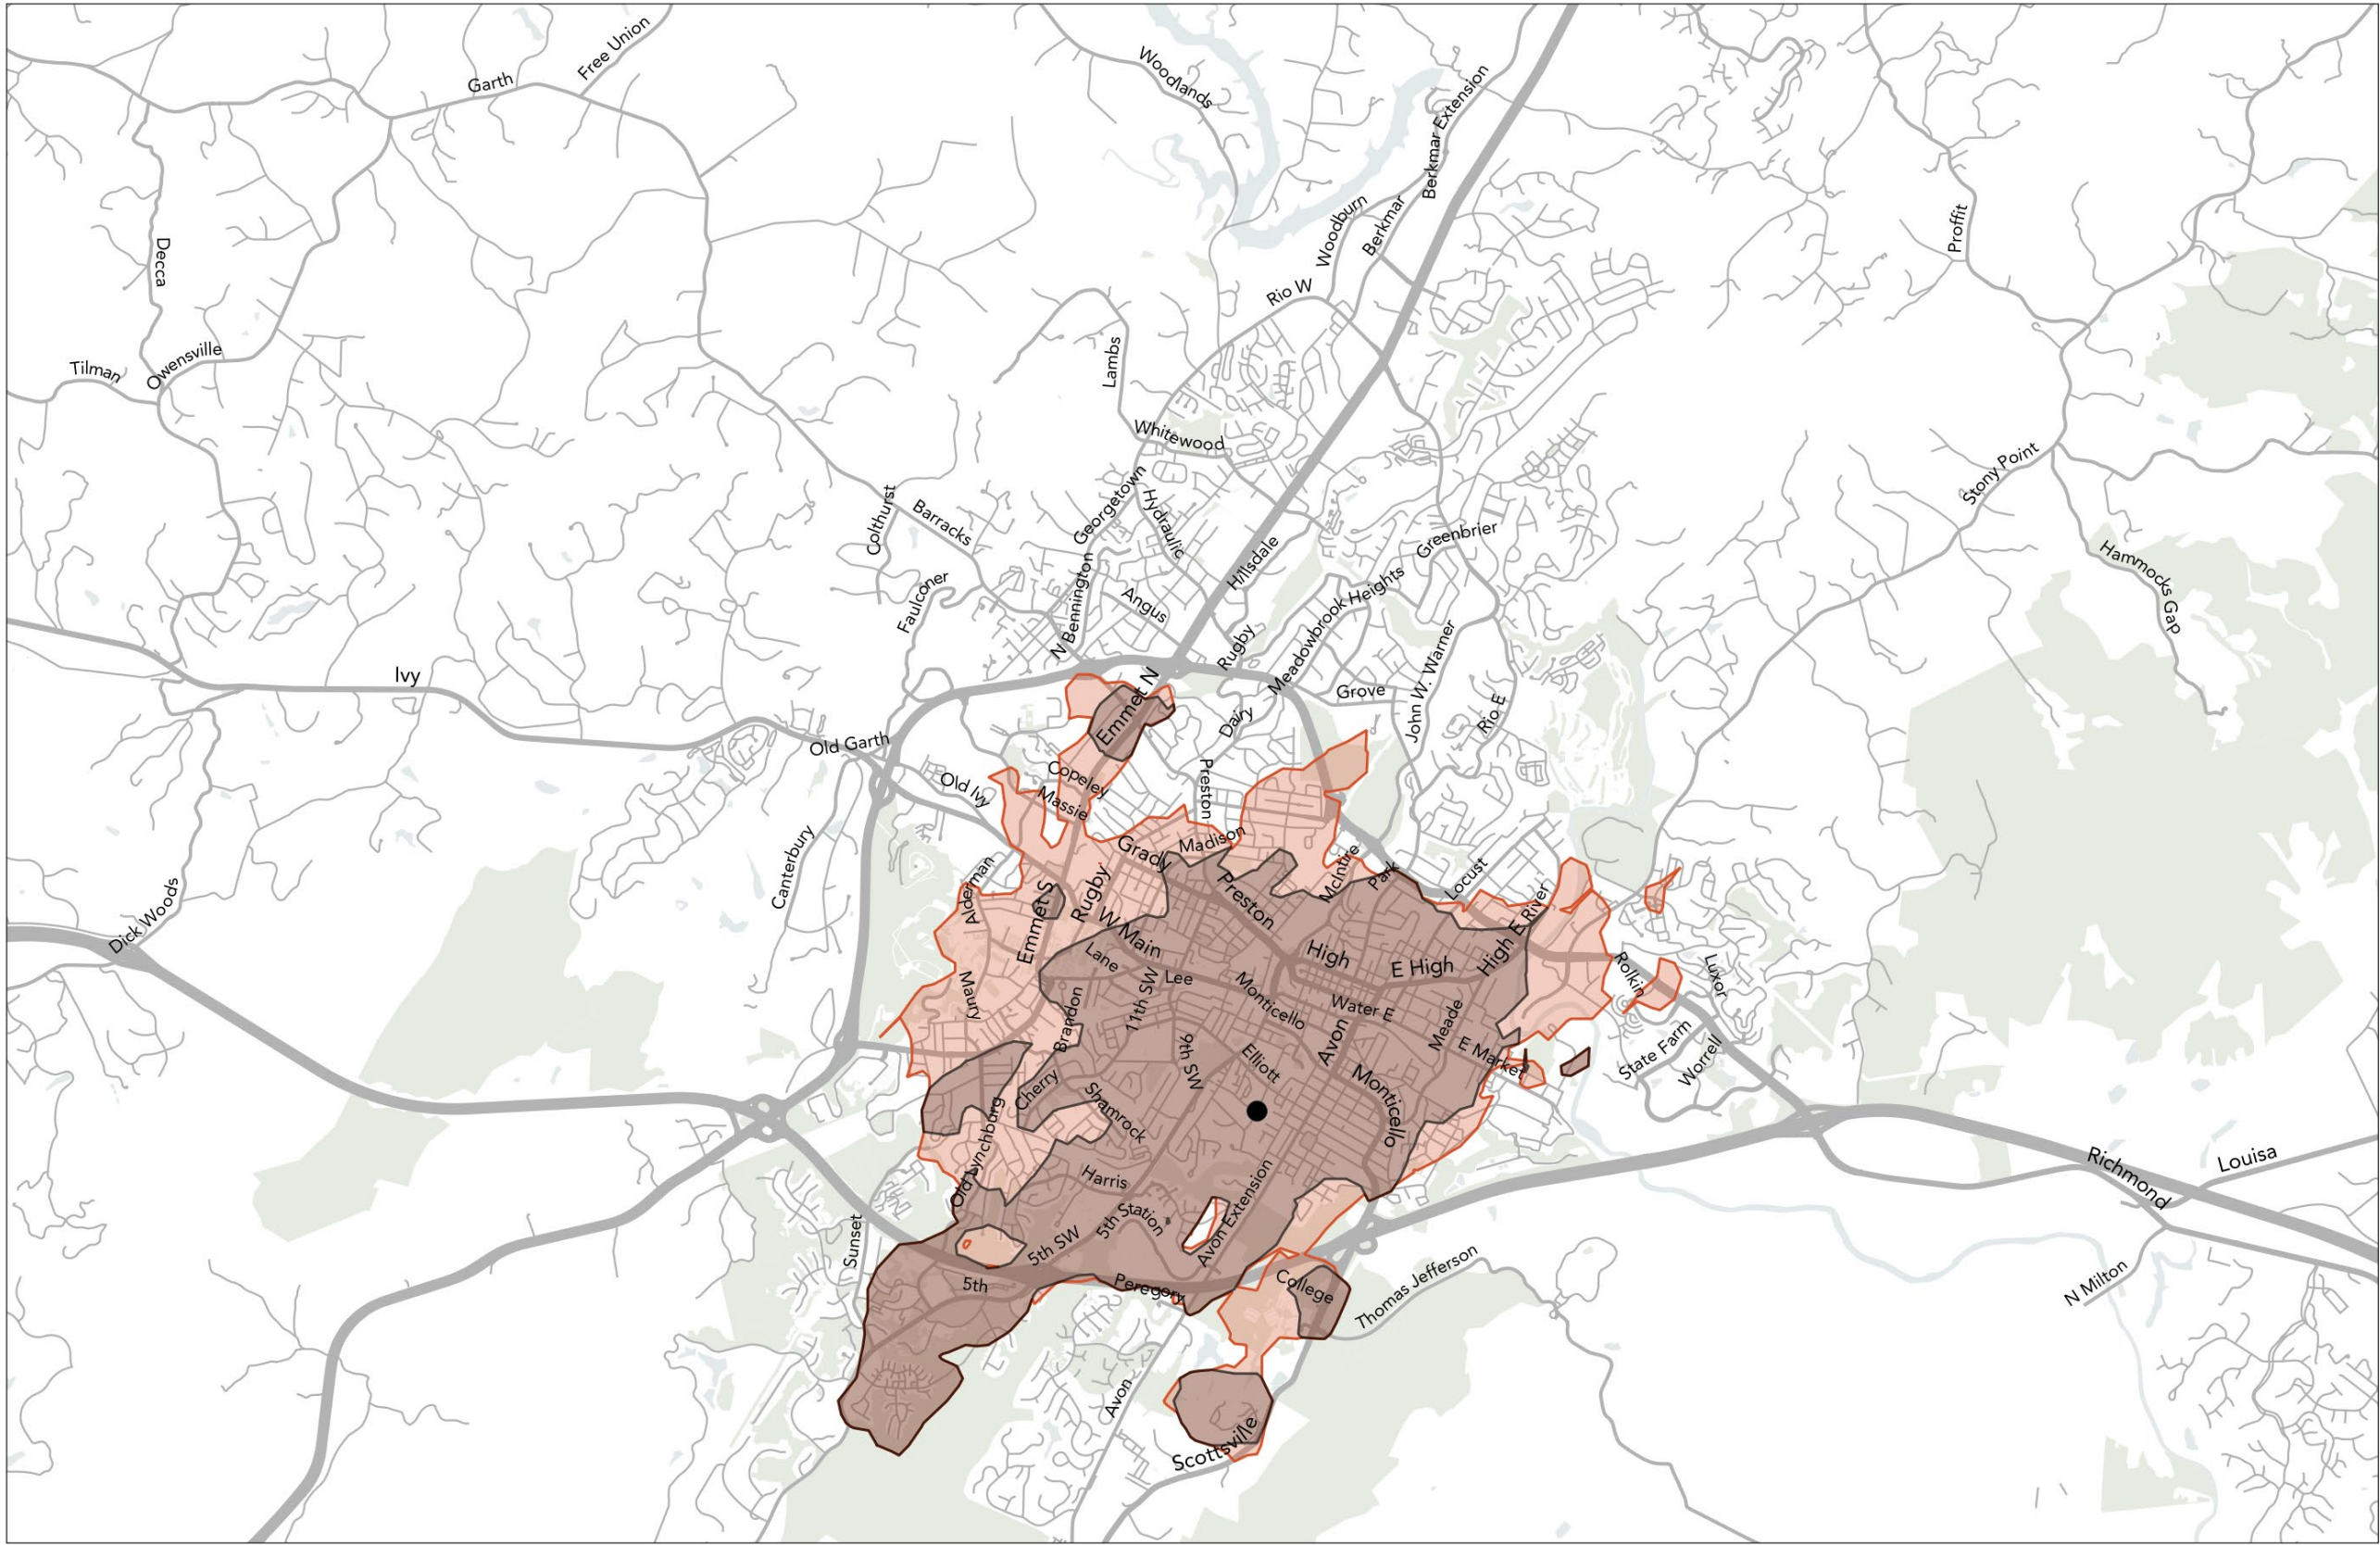 Free Union
Garth
Woodlands
Berkmar Extension
Woodburn
Berkmar
Proffit
Decca
Rio W
Tilman
Owensville
Lambs
Whitewood
Stony Point
Georgetown
Hydraulic
Colthurst
Barracks
Greenbrier
Hillsdale
Hammocks Gap
Faulconer
N Bennington
Angus
Meadowbrook Heights
Rugby
John W. Warner
Ivy
Emmet N
Grove
Rio E
Dairy
Old Garth
Old Ivy
Copeley
Massie
Preston
Canterbury
Madison
Grady
McIntire
Park
Locust
Alderman
Rugby
Preston
E River
Dick Woods
Emmet S
W Main
High
High
E High
Lane
Lee
Rolkin
Luxor
Maury
Brandon
11th SW
Monticello
Water E
Meade
9th SW
Elliott
Avon
E Market
State Farm
Worrell
Cherry
Shamrock
Monticello
Old Lynchburg
Harris
Richmond
Louisa
Sunset
5th Station
5th SW
Avon Extension
5th
Peregory
College
Thomas Jefferson
N Milton
Avon
Scottsville